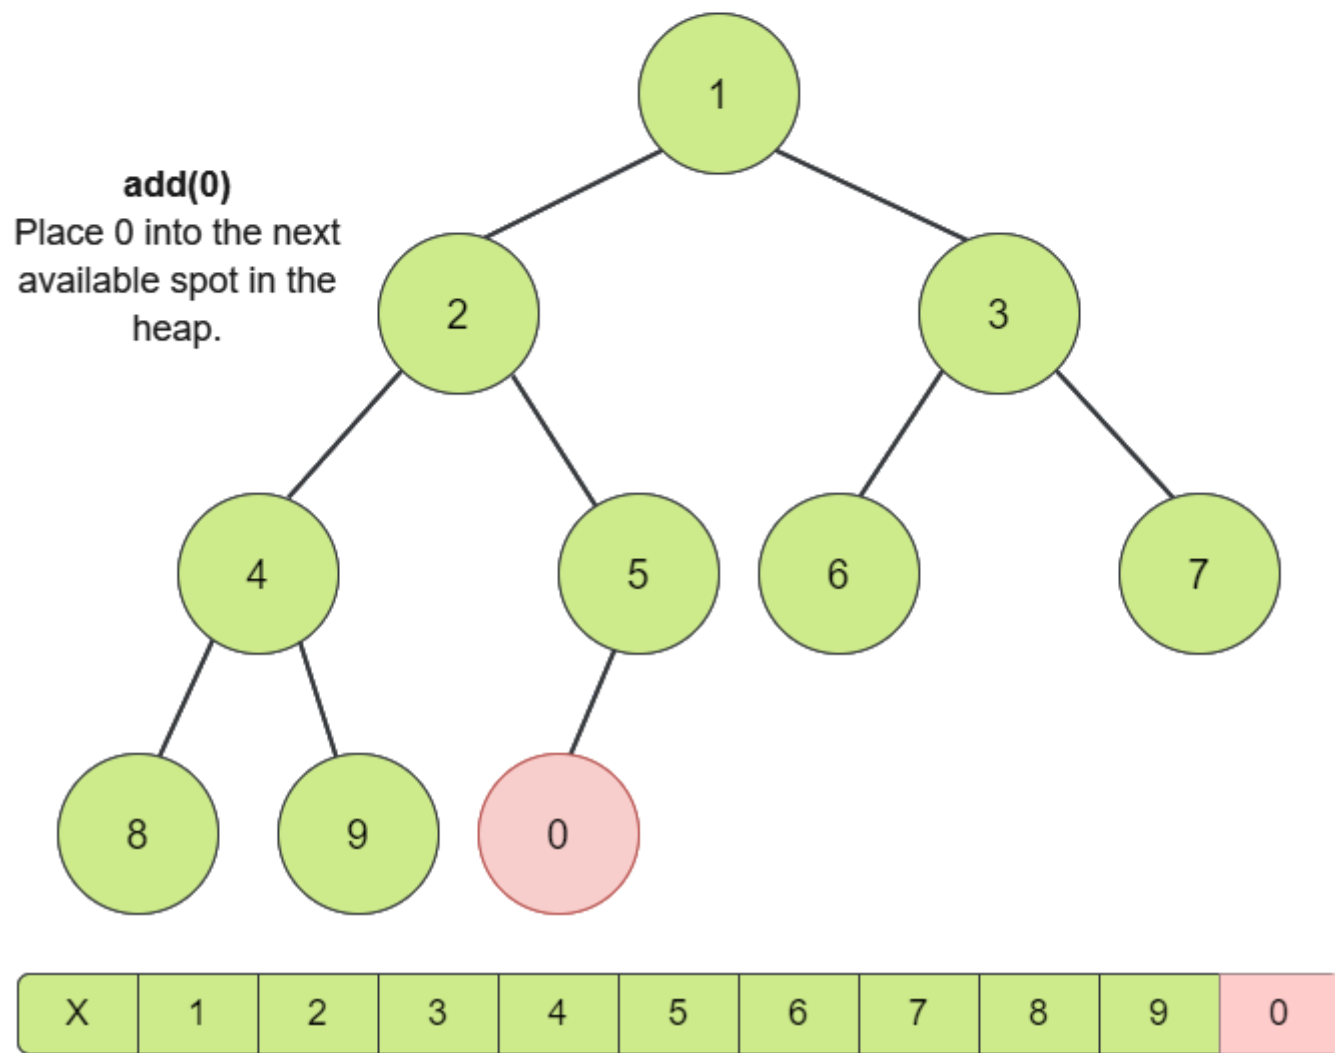 1
add(0)
Place 0 into the next
available spot in the
heap.
2
3
4
5
6
7
8
9
0
X 1 2 3 4 5 6 7 8 9 0